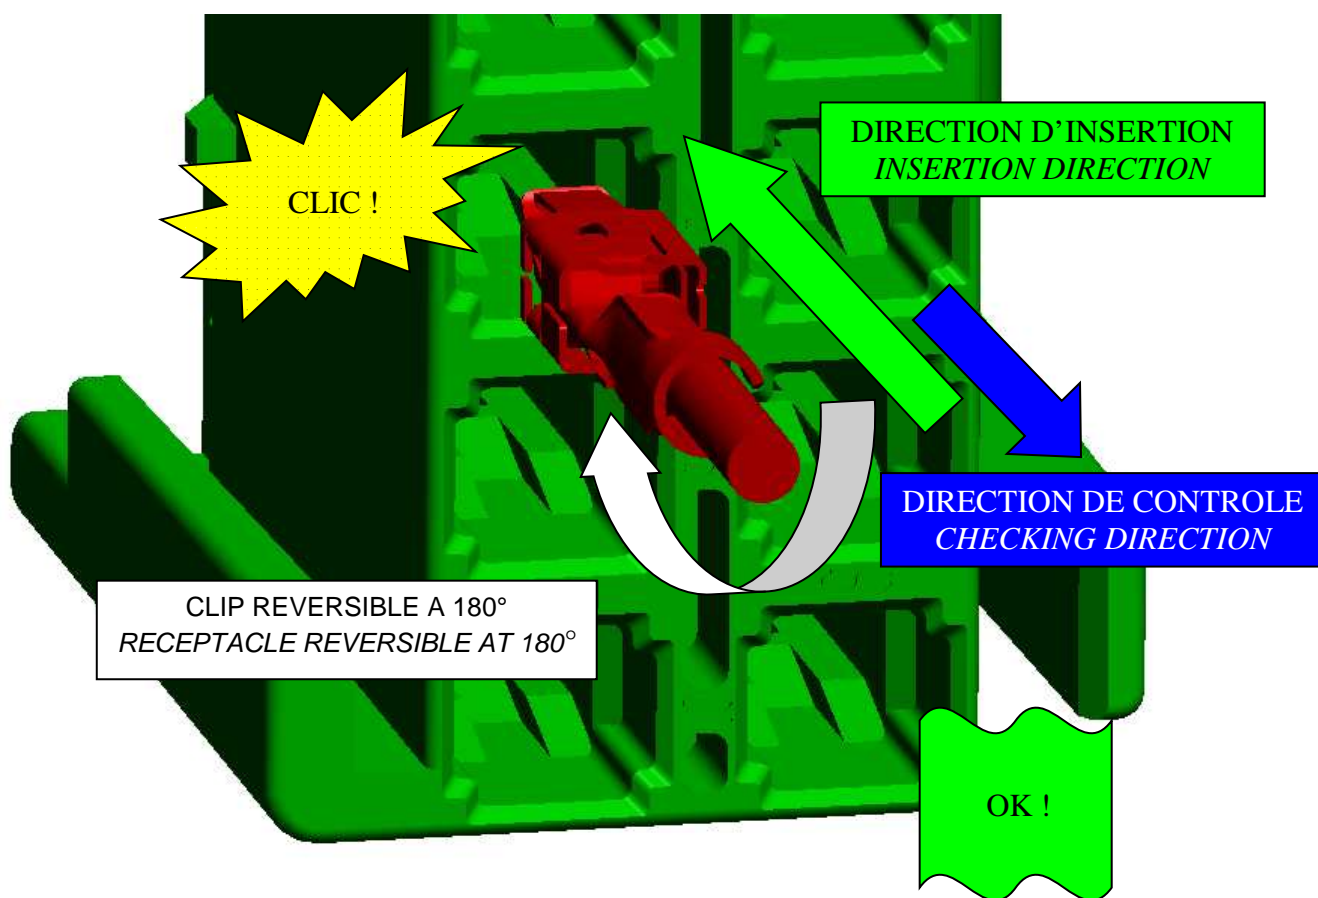 DIRECTION D’INSERTION
INSERTION DIRECTION
CLIC !
DIRECTION DE CONTROLE
CHECKING DIRECTION
CLIP REVERSIBLE A 180°
RECEPTACLE REVERSIBLE AT 180°
OK !